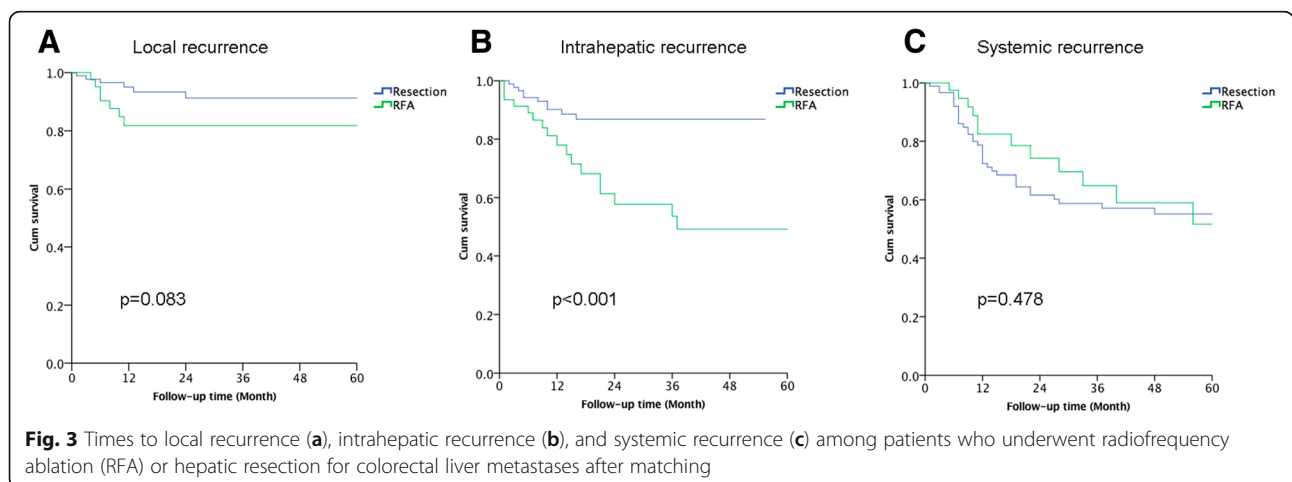 A
Local recurrence
1.0
0.8
0.6
0.4
0.2
0.0
Cum survival
0
12
24
36
48
60
Follow-up time (Month)
Resection
RFA
p=0.083
B
Intrahepatic recurrence
1.0
0.8
0.6
0.4
0.2
0.0
Cum survival
0
12
24
36
48
60
Follow-up time (Month)
Resection
RFA
p<0.001
C
Systemic recurrence
1.0
0.8
0.6
0.4
0.2
0.0
Cum survival
0
12
24
36
48
60
Follow-up time (Month)
Resection
RFA
p=0.478
Fig. 3 Times to local recurrence (a), intrahepatic recurrence (b), and systemic recurrence (c) among patients who underwent radiofrequency
ablation (RFA) or hepatic resection for colorectal liver metastases after matching